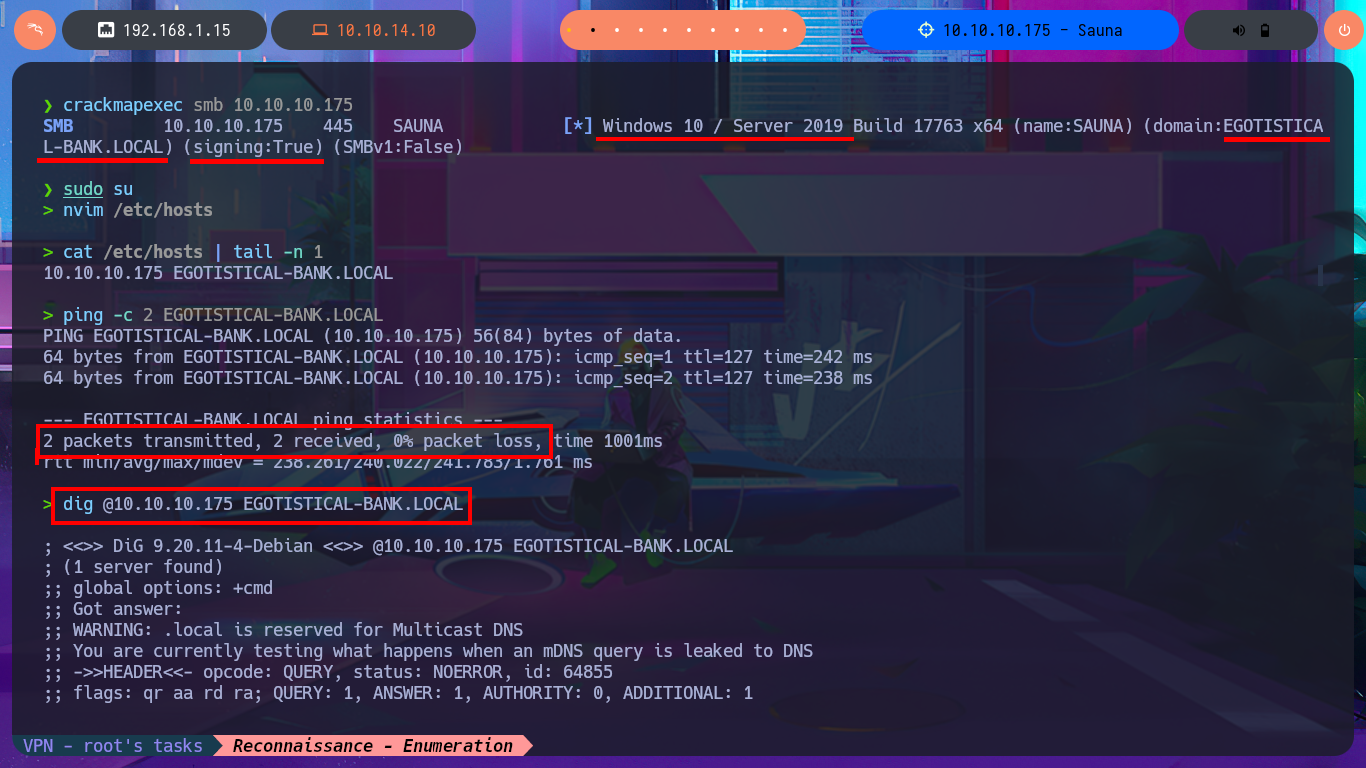 192.168.1.15 10.10.14.10 10.10.10.175 - Sauna
❯ crackmapexec smb 10.10.10.175
SMB 10.10.10.175 445 SAUNA [*] Windows 10 / Server 2019 Build 17763 x64 (name:SAUNA) (domain:EGOTISTICA
L-BANK.LOCAL) (signing:True) (SMBv1:False)
❯ sudo su
> nvim /etc/hosts
> cat /etc/hosts | tail -n 1
10.10.10.175 EGOTISTICAL-BANK.LOCAL
> ping -c 2 EGOTISTICAL-BANK.LOCAL
PING EGOTISTICAL-BANK.LOCAL (10.10.10.175) 56(84) bytes of data.
64 bytes from EGOTISTICAL-BANK.LOCAL (10.10.10.175): icmp_seq=1 ttl=127 time=242 ms
64 bytes from EGOTISTICAL-BANK.LOCAL (10.10.10.175): icmp_seq=2 ttl=127 time=238 ms
--- EGOTISTICAL-BANK.LOCAL ping statistics ---
2 packets transmitted, 2 received, 0% packet loss, time 1001ms
rtt min/avg/max/mdev = 238.261/240.022/241.783/1.761 ms
> dig @10.10.10.175 EGOTISTICAL-BANK.LOCAL
; <<>> DiG 9.20.11-4-Debian <<>> @10.10.10.175 EGOTISTICAL-BANK.LOCAL
; (1 server found)
;; global options: +cmd
;; Got answer:
;; WARNING: .local is reserved for Multicast DNS
;; You are currently testing what happens when an mDNS query is leaked to DNS
;; ->>HEADER<<- opcode: QUERY, status: NOERROR, id: 64855
;; flags: qr aa rd ra; QUERY: 1, ANSWER: 1, AUTHORITY: 0, ADDITIONAL: 1
VPN - root's tasks Reconnaissance - Enumeration